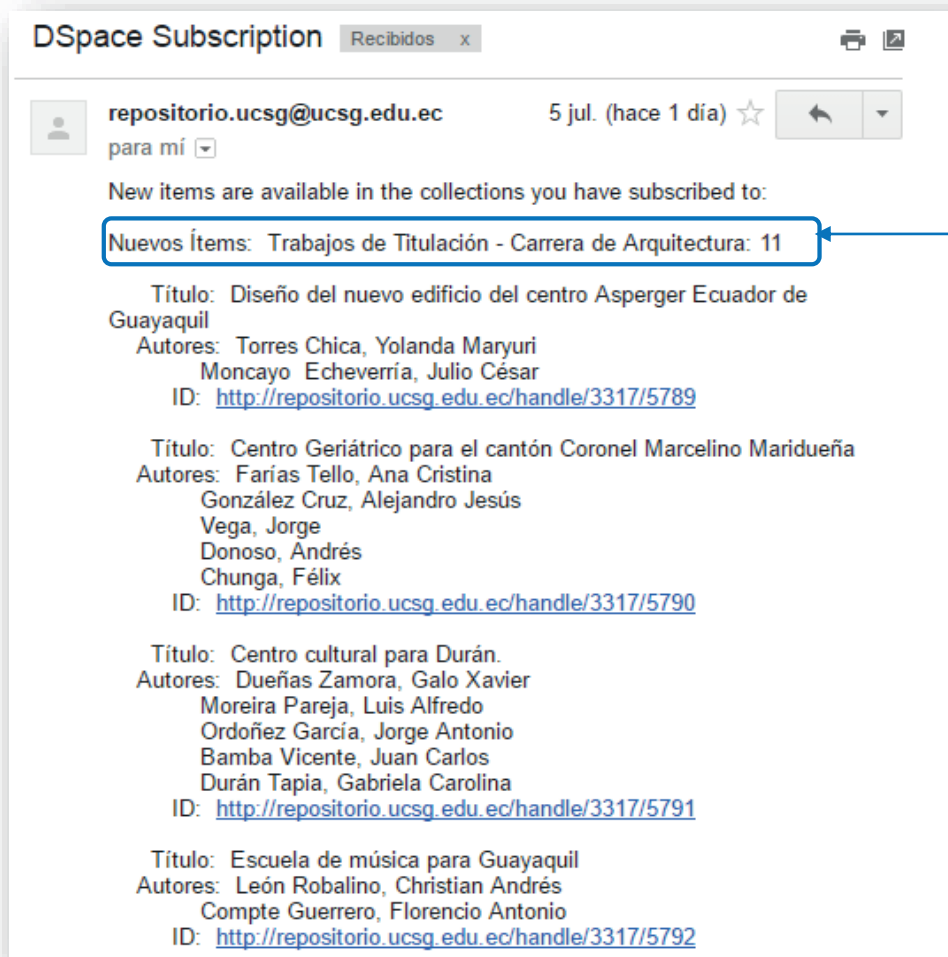 DSpace Subscription Recibidos x
repositorio.ucsg@ucsg.edu.ec 5 jul. (hace 1 día)
para mí
New items are available in the collections you have subscribed to:
Nuevos Ítems: Trabajos de Titulación - Carrera de Arquitectura: 11
Título: Diseño del nuevo edificio del centro Asperger Ecuador de
Guayaquil
Autores: Torres Chica, Yolanda Maryuri
Moncayo Echeverría, Julio César
ID: http://repositorio.ucsg.edu.ec/handle/3317/5789
Título: Centro Geriátrico para el cantón Coronel Marcelino Maridueña
Autores: Farías Tello, Ana Cristina
González Cruz, Alejandro Jesús
Vega, Jorge
Donoso, Andrés
Chunga, Félix
ID: http://repositorio.ucsg.edu.ec/handle/3317/5790
Título: Centro cultural para Durán.
Autores: Dueñas Zamora, Galo Xavier
Moreira Pareja, Luis Alfredo
Ordoñez García, Jorge Antonio
Bamba Vicente, Juan Carlos
Durán Tapia, Gabriela Carolina
ID: http://repositorio.ucsg.edu.ec/handle/3317/5791
Título: Escuela de música para Guayaquil
Autores: León Robalino, Christian Andrés
Compte Guerrero, Florencio Antonio
ID: http://repositorio.ucsg.edu.ec/handle/3317/5792